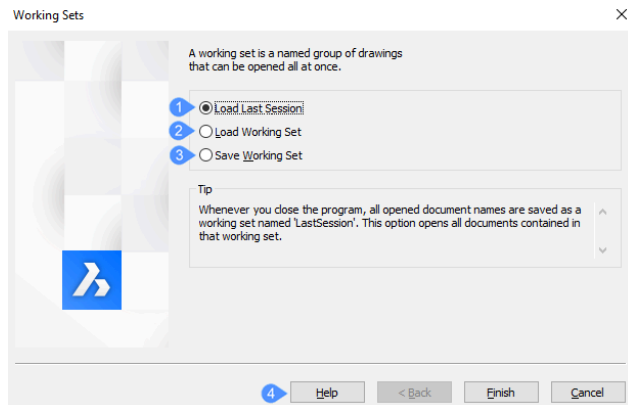 Working Sets
A working set is a named group of drawings
that can be opened all at once.
1 Load Last Session
2 Load Working Set
3 Save Working Set
Tip
Whenever you close the program, all opened document names are saved as a
working set named 'LastSession'. This option opens all documents contained in
that working set.
4 Help < Back Finish Cancel